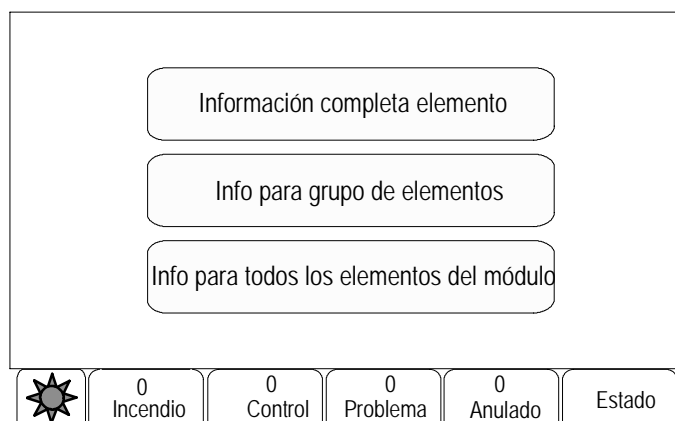 Información completa elemento
Info para grupo de elementos
Info para todos los elementos del módulo
0 0 0 0
Incendio Control Problema Anulado Estado